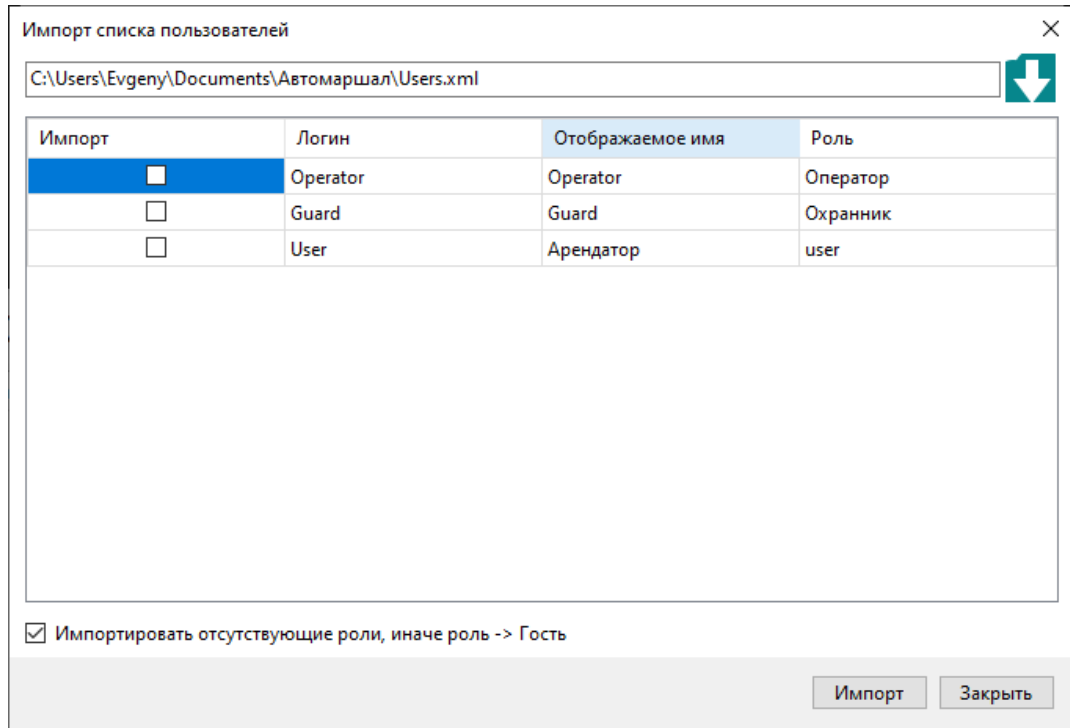 Импорт списка пользователей
C:\Users\Evgeny\Documents\Автомаршал\Users.xml
Импорт Логин Отображаемое имя Роль
Operator Operator Оператор
Guard Guard Охранник
User Арендатор user
Импортировать отсутствующие роли, иначе роль -> Гость
Импорт Закрыть